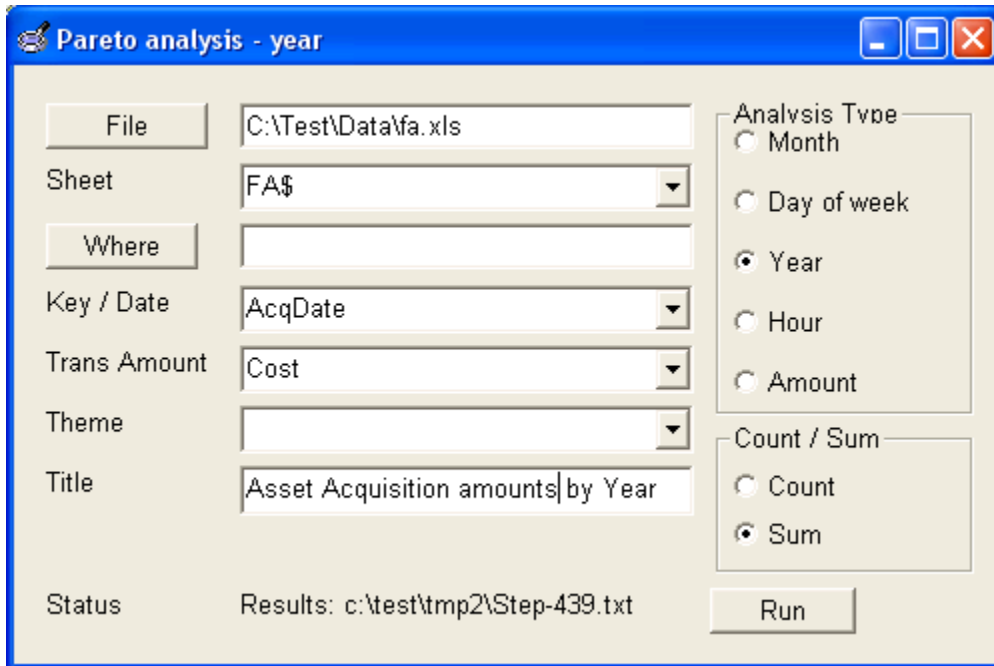 Pareto analysis - year
File
C:\Test\Data\fa.xls
Sheet
FA$
Where
Key / Date
AcqDate
Trans Amount
Cost
Theme
Title
Asset Acquisition amounts by Year
Analysis Type
Month
Day of week
Year
Hour
Amount
Count / Sum
Count
Sum
Status
Results: c:\test\tmp2\Step-439.txt
Run